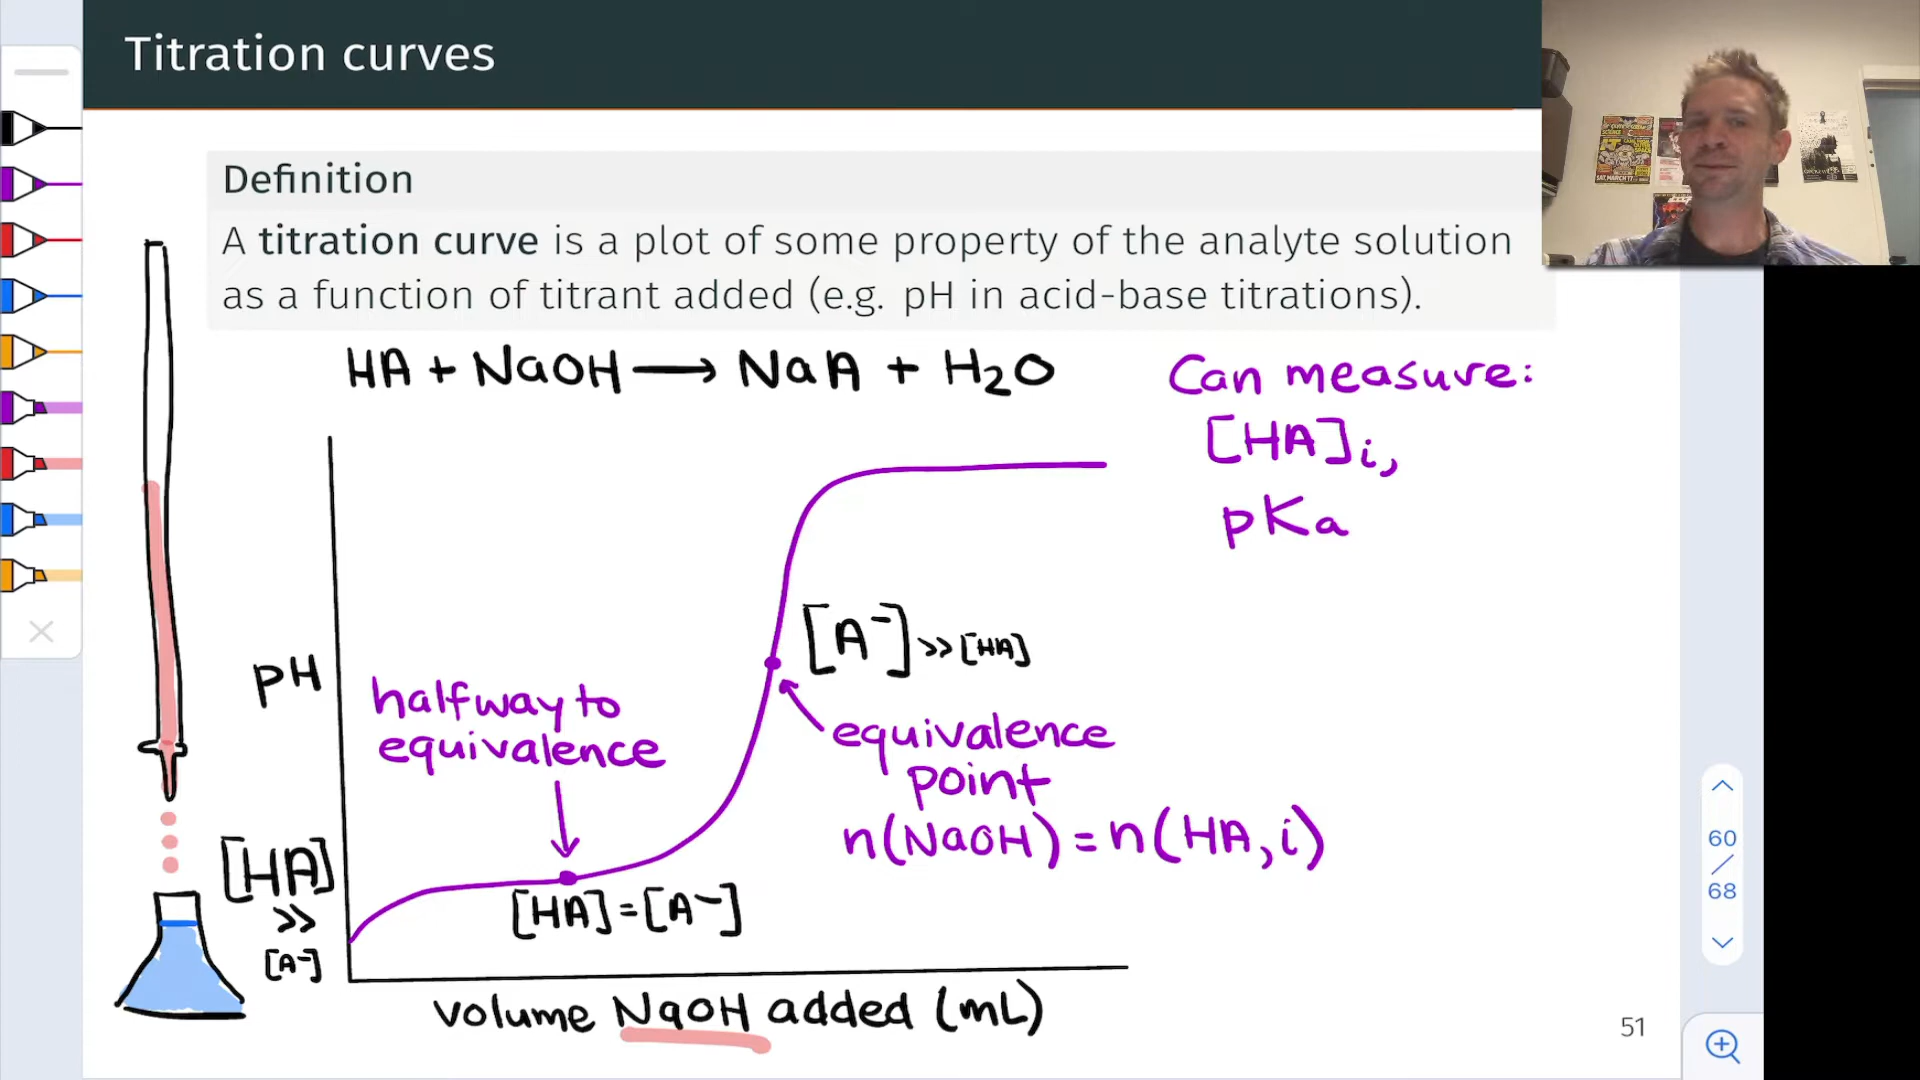 Titration curves
Definition
A titration curve is a plot of some property of the analyte solution
as a function of titrant added (e.g. pH in acid-base titrations).
HA + NaOH ⟶ NaA + H₂O
Can measure:
[HA]ᵢ,
pKa
[A⁻] >> [HA]
pH
halfway to
equivalence
equivalence
point
n(NaOH) = n(HA, i)
[HA]
>>
[A⁻]
[HA] = [A⁻]
volume NaOH added (mL)
60
/
68
51